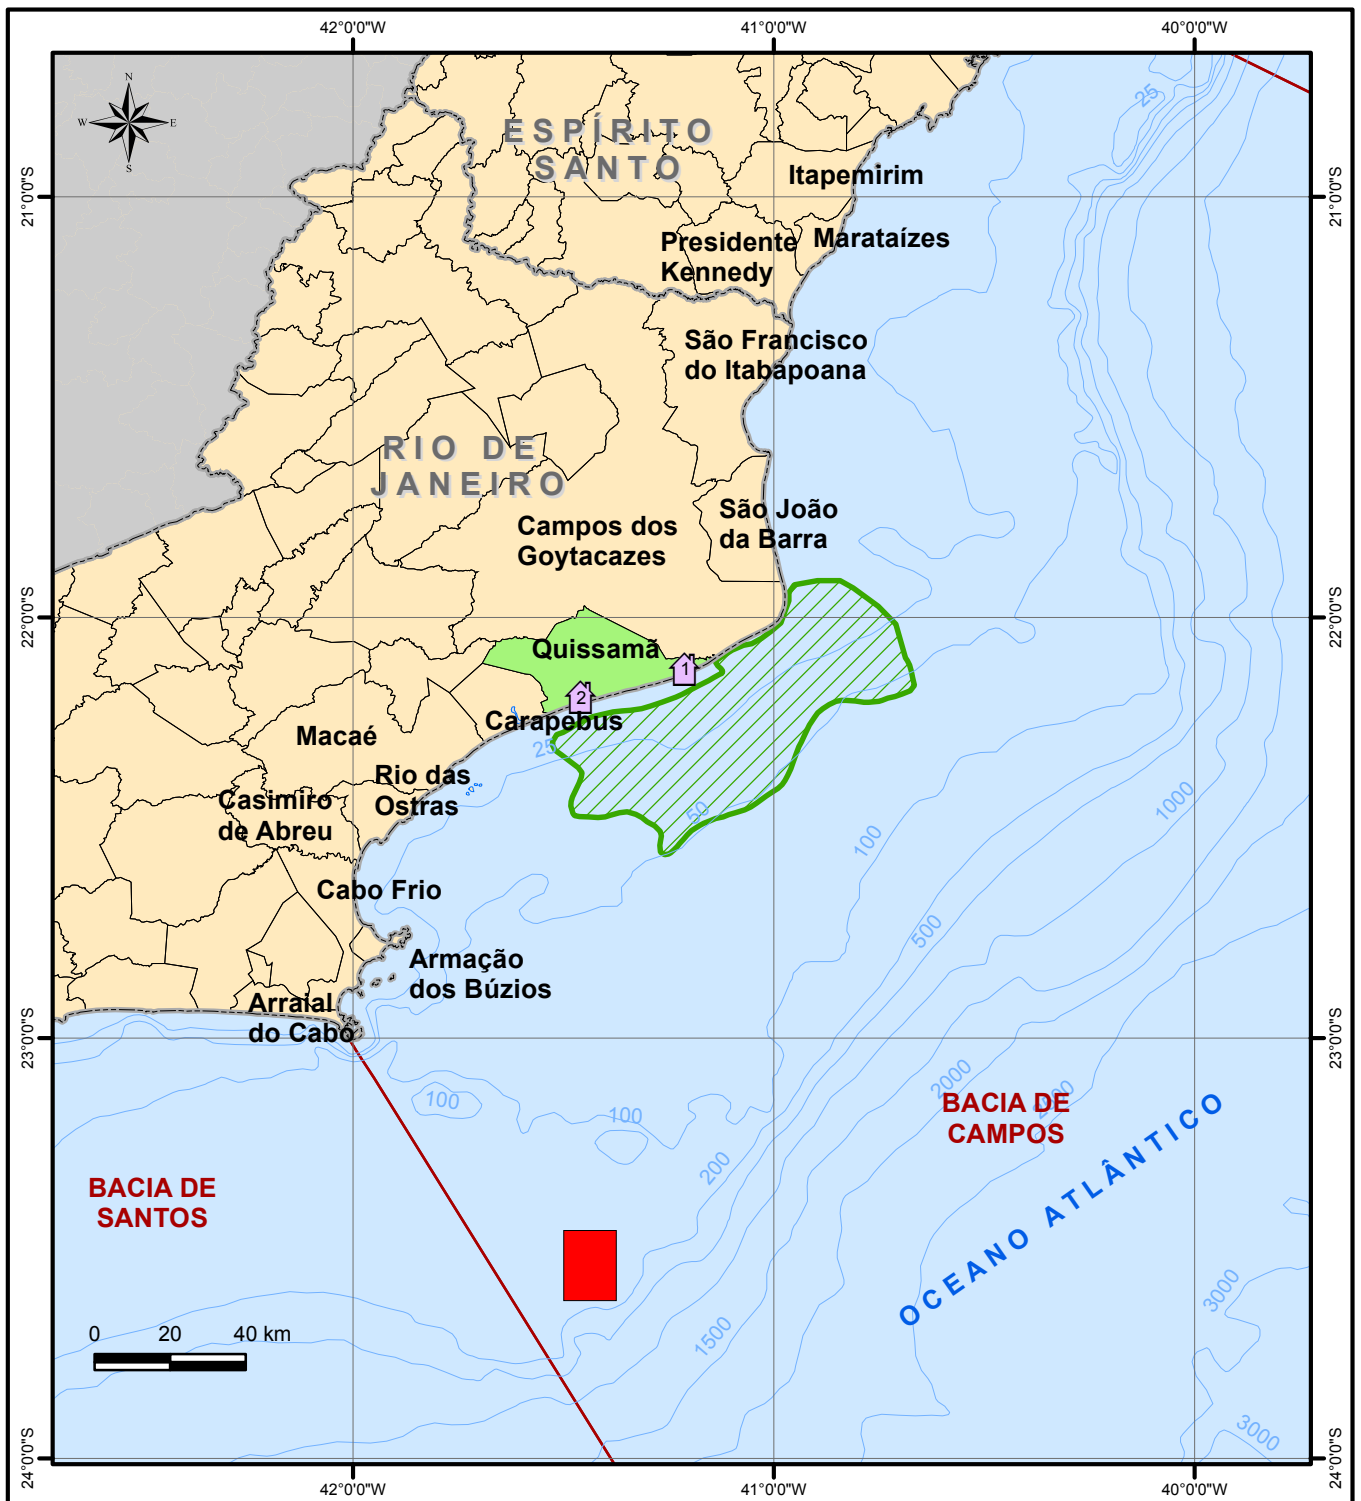 42°0'0"W
41°0'0"W
40°0'0"W
N
W
E
S
25
ESPÍRITO
SANTO
Itapemirim
21°0'0"S
21°0'0"S
Presidente
Kennedy
Marataízes
São Francisco
do Itabapoana
RIO DE
JANEIRO
São João
da Barra
Campos dos
Goytacazes
22°0'0"S
22°0'0"S
Quissamã
1
2
Carapebus
Macaé
25
Rio das
Ostras
Casimiro
de Abreu
50
100
1000
Cabo Frio
500
Armação
dos Búzios
Arraial
do Cabo
23°0'0"S
23°0'0"S
100
100
2000
BACIA DE
CAMPOS
OCEANO ATLÂNTICO
200
BACIA DE
SANTOS
3000
1500
0 20 40 km
3000
24°0'0"S
24°0'0"S
42°0'0"W
41°0'0"W
40°0'0"W